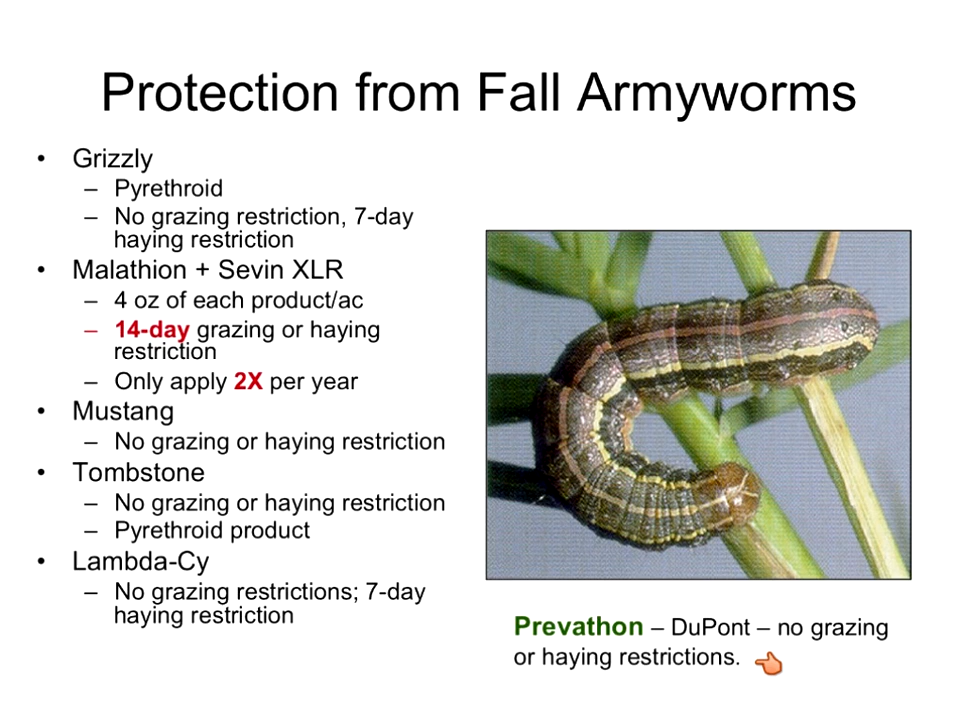 Protection from Fall Armyworms
• Grizzly
– Pyrethroid
– No grazing restriction, 7-day
haying restriction
• Malathion + Sevin XLR
– 4 oz of each product/ac
– 14-day grazing or haying
restriction
– Only apply 2X per year
• Mustang
– No grazing or haying restriction
• Tombstone
– No grazing or haying restriction
– Pyrethroid product
• Lambda-Cy
– No grazing restrictions; 7-day
haying restriction
Prevathon – DuPont – no grazing
or haying restrictions.